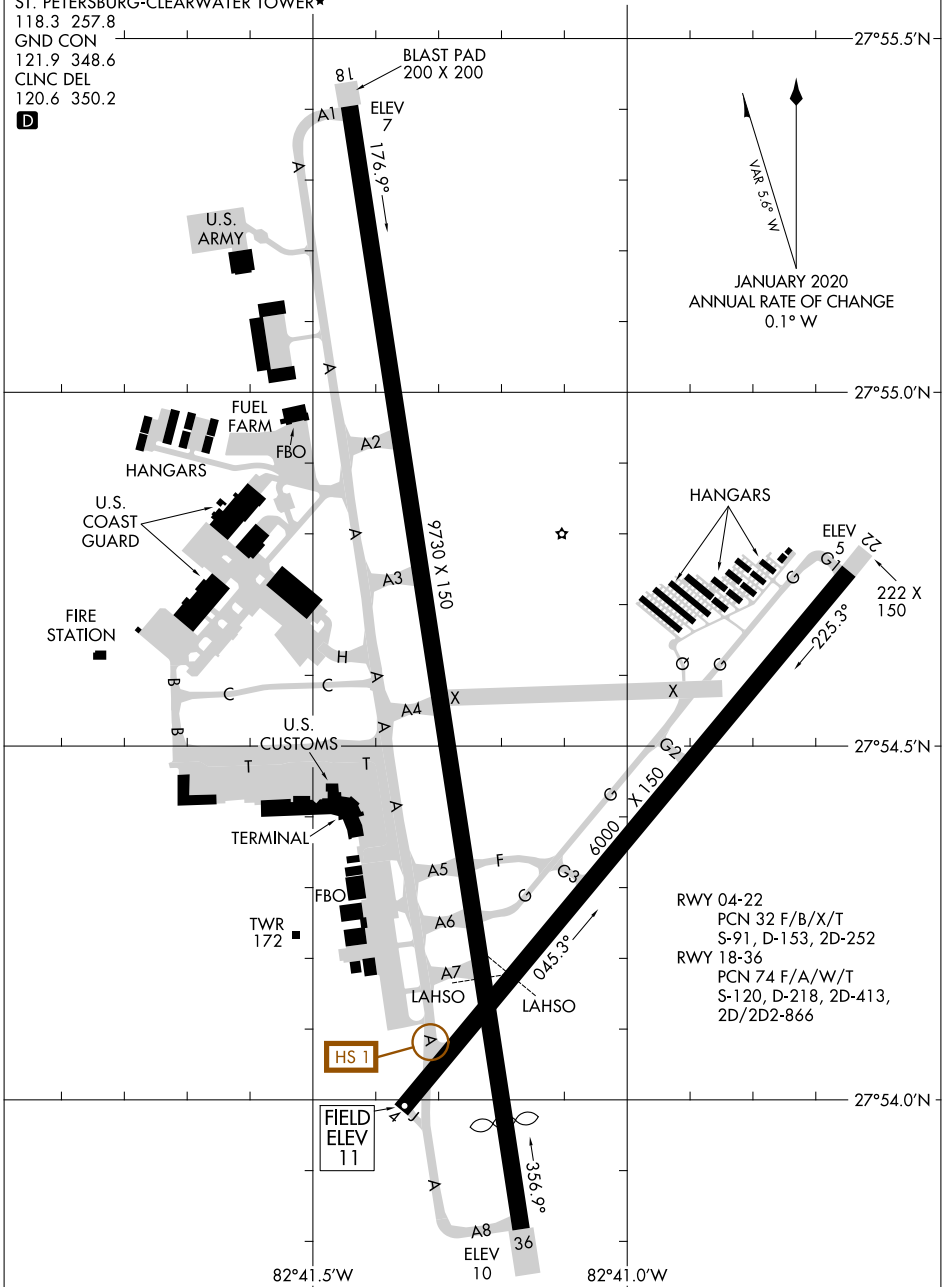 ST. PETERSBURG-CLEARWATER TOWER★
118.3 257.8
GND CON
121.9 348.6
CLNC DEL
120.6 350.2
D
27°55.5'N
BLAST PAD
200 X 200
18
A1
ELEV
7
176.9°
A
VAR 5.6° W
JANUARY 2020
ANNUAL RATE OF CHANGE
0.1° W
U.S.
ARMY
A
27°55.0'N
FUEL
FARM
FBO
A2
HANGARS
U.S.
COAST
GUARD
A
9730 X 150
HANGARS
ELEV
5
22
G1
G
222 X
150
A3
FIRE
STATION
225.3°
H
Q
G
B
C
C
A
X
X
A4
B
A
U.S.
CUSTOMS
G2
27°54.5'N
T
T
A
G
6000 X 150
TERMINAL
A5
F
G3
FBO
G
A6
TWR
172
RWY 04-22
PCN 32 F/B/X/T
S-91, D-153, 2D-252
RWY 18-36
PCN 74 F/A/W/T
S-120, D-218, 2D-413,
2D/2D2-866
045.3°
A7
LAHSO
LAHSO
A
HS 1
27°54.0'N
4
J
FIELD
ELEV
11
356.9°
A
A8
36
ELEV
10
82°41.5'W
82°41.0'W